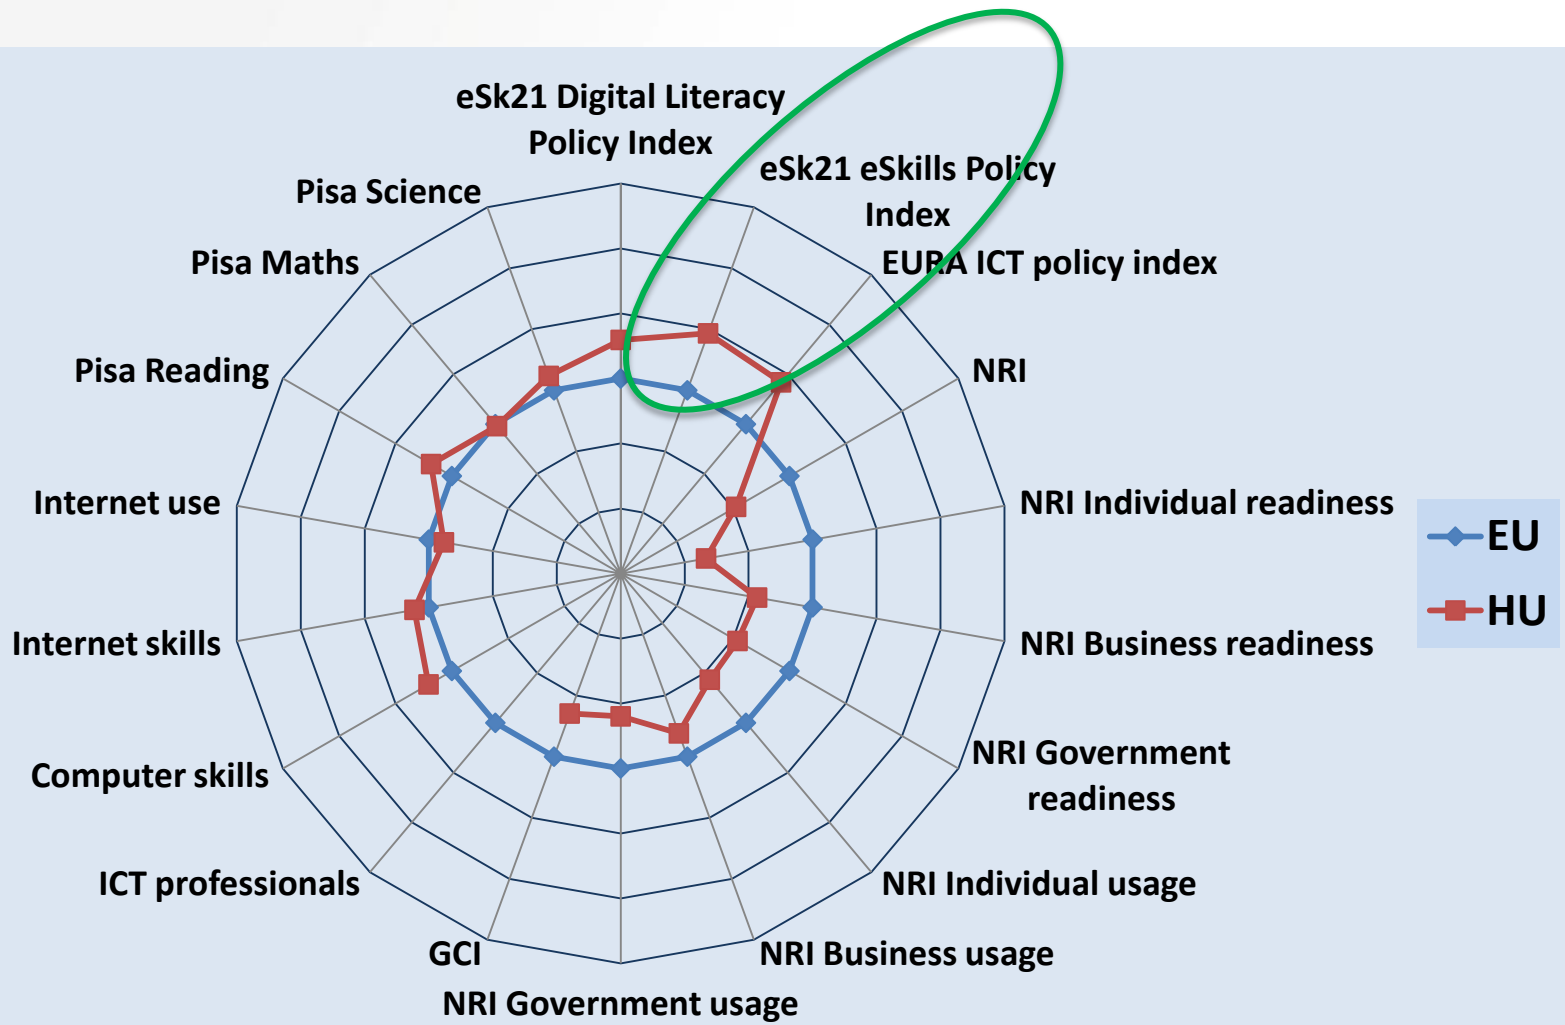 eSk21 Digital Literacy
Policy Index
eSk21 eSkills Policy
Index
EURA ICT policy index
NRI
NRI Individual readiness
NRI Business readiness
NRI Government
readiness
NRI Individual usage
NRI Business usage
NRI Government usage
GCI
ICT professionals
Computer skills
Internet skills
Internet use
Pisa Reading
Pisa Maths
Pisa Science
EU
HU